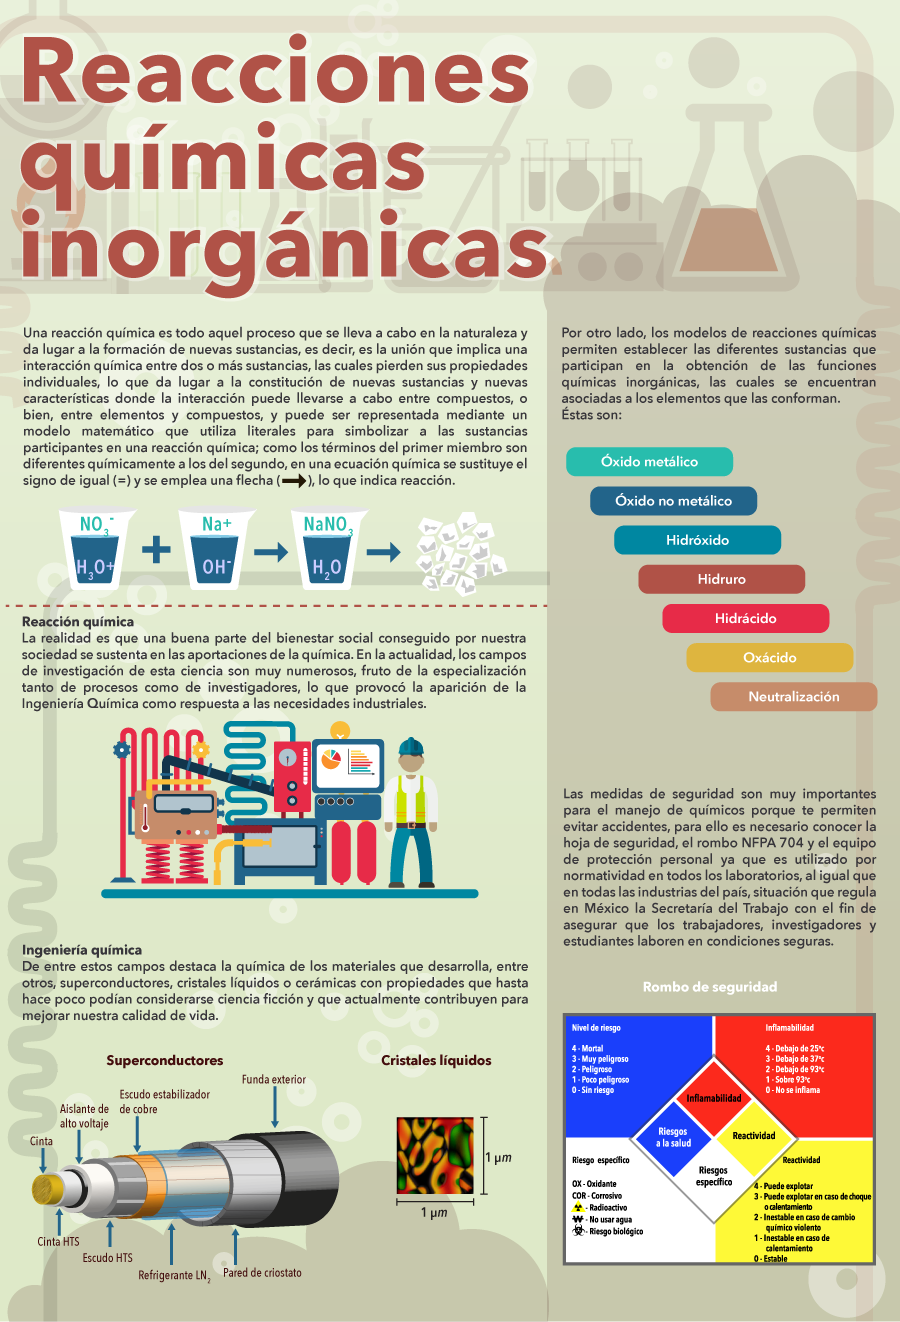 Reacciones
químicas
inorgánicas.
Una reacción química es todo aquel proceso que se lleva a cabo en la naturaleza y
da lugar a la formación de nuevas sustancias, es decir, es la unión que implica una
interacción química entre dos o más sustancias, las cuales pierden sus propiedades
individuales, lo que da lugar a la constitución de nuevas sustancias y nuevas
características donde la interacción puede llevarse a cabo entre compuestos, o
bien, entre elementos y compuestos, y puede ser representada mediante un
modelo matemático que utiliza literales para simbolizar a las sustancias
participantes en una reacción química; como los términos del primer miembro son
diferentes químicamente a los del segundo, en una ecuación química se sustituye el
signo de igual (=) y se emplea una flecha (➡), lo que indica reacción.
NO₃⁻ Na+ NaNO₃
H₃O+ + OH⁻ → H₂O →
Reacción química
La realidad es que una buena parte del bienestar social conseguido por nuestra
sociedad se sustenta en las aportaciones de la química. En la actualidad, los campos
de investigación de esta ciencia son muy numerosos, fruto de la especialización
tanto de procesos como de investigadores, lo que provocó la aparición de la
Ingeniería Química como respuesta a las necesidades industriales.
Ingeniería química
De entre estos campos destaca la química de los materiales que desarrolla, entre
otros, superconductores, cristales líquidos o cerámicas con propiedades que hasta
hace poco podían considerarse ciencia ficción y que actualmente contribuyen para
mejorar nuestra calidad de vida.
Superconductores
Funda exterior
Escudo estabilizador
de cobre
Aislante de
alto voltaje
Cinta
Cinta HTS
Escudo HTS
Refrigerante LN₂
Pared de criostato
Cristales líquidos
1 µm
1 µm
Por otro lado, los modelos de reacciones químicas
permiten establecer las diferentes sustancias que
participan en la obtención de las funciones
químicas inorgánicas, las cuales se encuentran
asociadas a los elementos que las conforman.
Éstas son:
Óxido metálico
Óxido no metálico
Hidróxido
Hidruro
Hidrácido
Oxácido
Neutralización
Las medidas de seguridad son muy importantes
para el manejo de químicos porque te permiten
evitar accidentes, para ello es necesario conocer la
hoja de seguridad, el rombo NFPA 704 y el equipo
de protección personal ya que es utilizado por
normatividad en todos los laboratorios, al igual que
en todas las industrias del país, situación que regula
en México la Secretaría del Trabajo con el fin de
asegurar que los trabajadores, investigadores y
estudiantes laboren en condiciones seguras.
Rombo de seguridad
Nivel de riesgo
4 - Mortal
3 - Muy peligroso
2 - Peligroso
1 - Poco peligroso
0 - Sin riesgo
Inflamabilidad
4 - Debajo de 25ºc
3 - Debajo de 37ºc
2 - Debajo de 93ºc
1 - Sobre 93ºc
0 - No se inflama
Inflamabilidad
Riesgos
a la salud
Reactividad
Riesgos
específico
Riesgo específico
OX - Oxidante
COR - Corrosivo
- Radioactivo
W - No usar agua
- Riesgo biológico
Reactividad
4 - Puede explotar
3 - Puede explotar en caso de choque
o calentamiento
2 - Inestable en caso de cambio
químico violento
1 - Inestable en caso de
calentamiento
0 - Estable